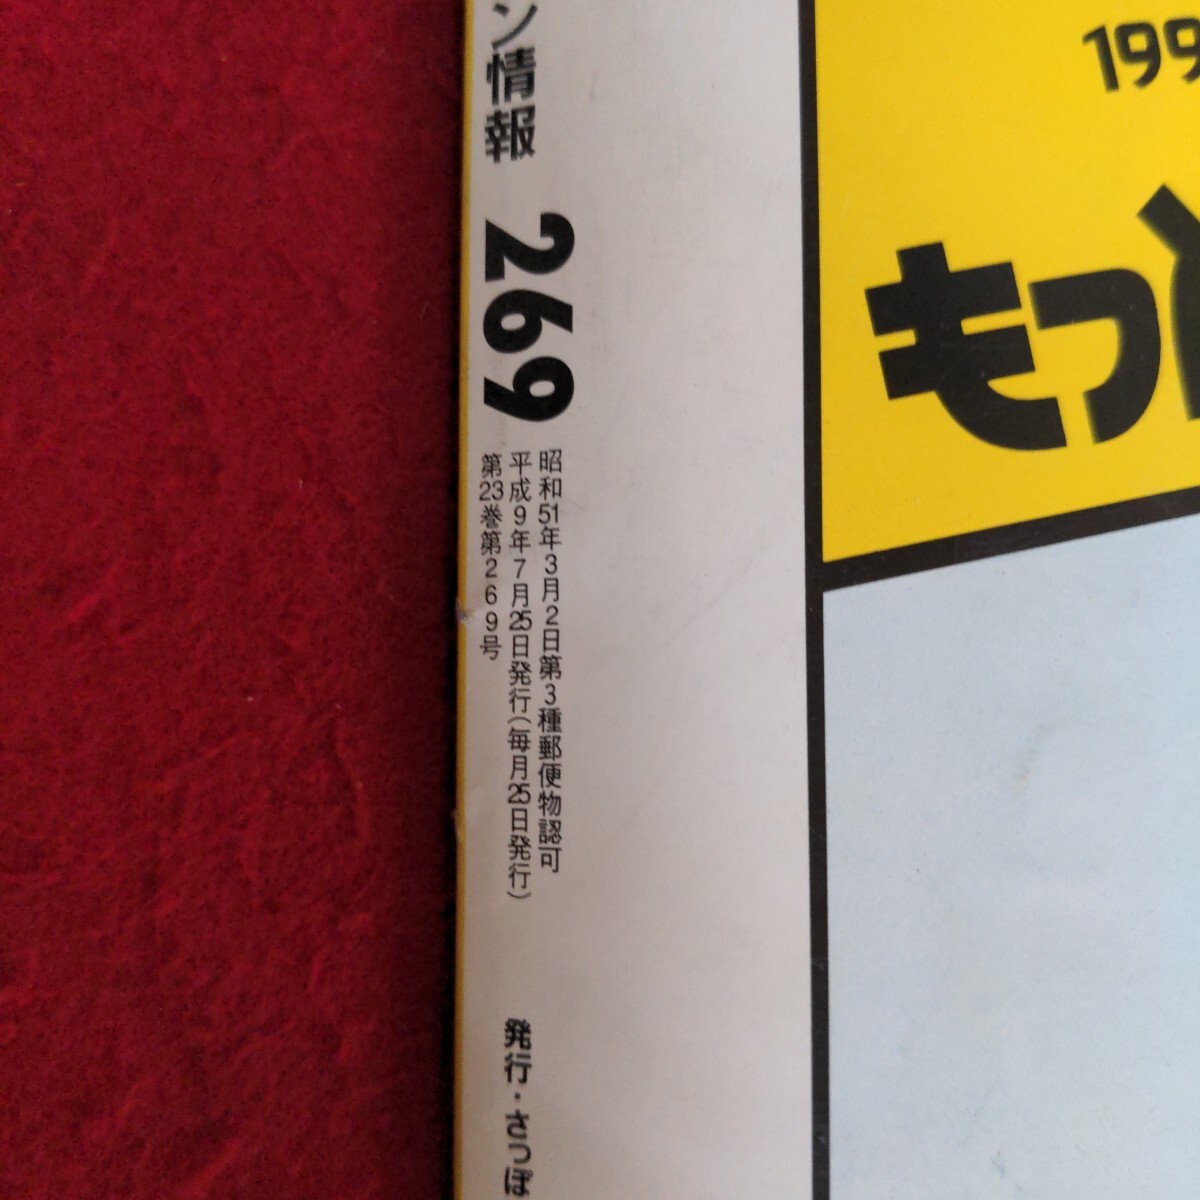 ン情報
269
昭和51年3月2日第3種郵便物認可
平成9年7月25日発行(毎月25日発行)
第23巻第269号
発行・さっぽ
199
もっと